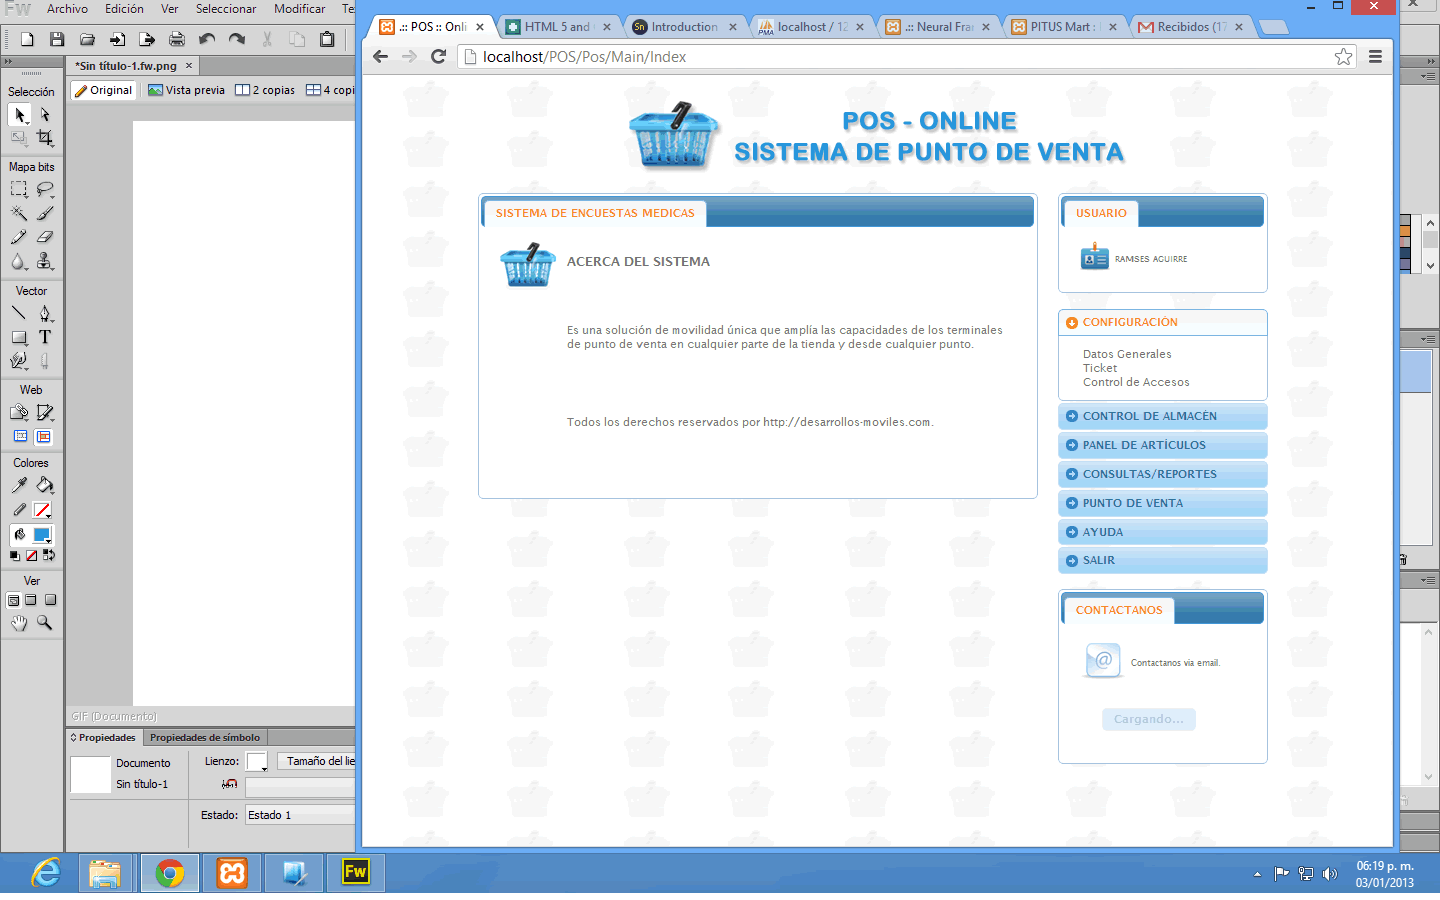 Fw
Archivo Edición Ver Seleccionar Modificar
*Sin título-1.fw.png
Original Vista previa 2 copias 4 copi
Selección
Mapa bits
Vector
Web
Colores
Ver
GIF (Documento)
Propiedades Propiedades de símbolo
Documento
Sin título-1
Lienzo:
Tamaño del lie
Estado: Estado 1
.:: POS :: Onli
HTML 5 and
Introduction
localhost / 12
.:: Neural Fra
PITUS Mart :
Recibidos (17
localhost/POS/Pos/Main/Index
POS - ONLINE
SISTEMA DE PUNTO DE VENTA
SISTEMA DE ENCUESTAS MEDICAS
ACERCA DEL SISTEMA
Es una solución de movilidad única que amplía las capacidades de los terminales
de punto de venta en cualquier parte de la tienda y desde cualquier punto.
Todos los derechos reservados por http://desarrollos-moviles.com.
USUARIO
RAMSES AGUIRRE
CONFIGURACIÓN
Datos Generales
Ticket
Control de Accesos
CONTROL DE ALMACÉN
PANEL DE ARTÍCULOS
CONSULTAS/REPORTES
PUNTO DE VENTA
AYUDA
SALIR
CONTACTANOS
Contactanos via email.
Cargando...
Fw
06:19 p. m.
03/01/2013